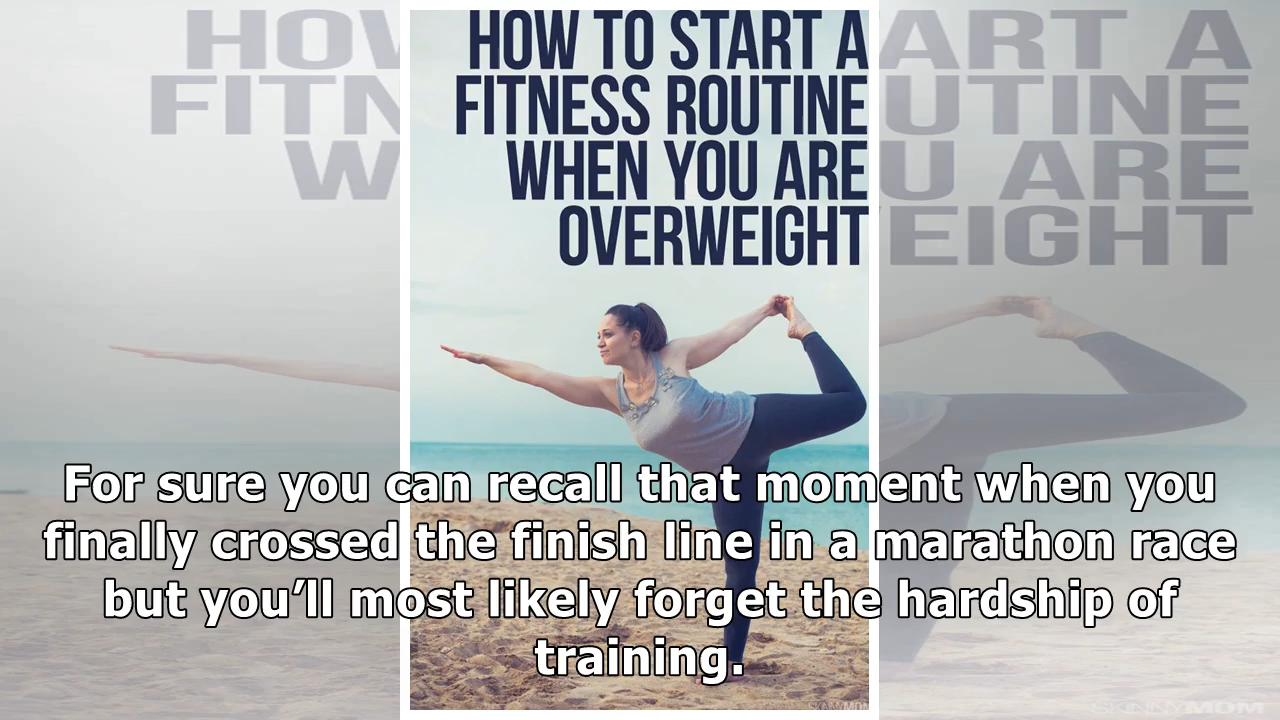 HOW TO START A
FITNESS ROUTINE
WHEN YOU ARE
OVERWEIGHT
For sure you can recall that moment when you
finally crossed the finish line in a marathon race
but you’ll most likely forget the hardship of
training.
SKINNYMOM